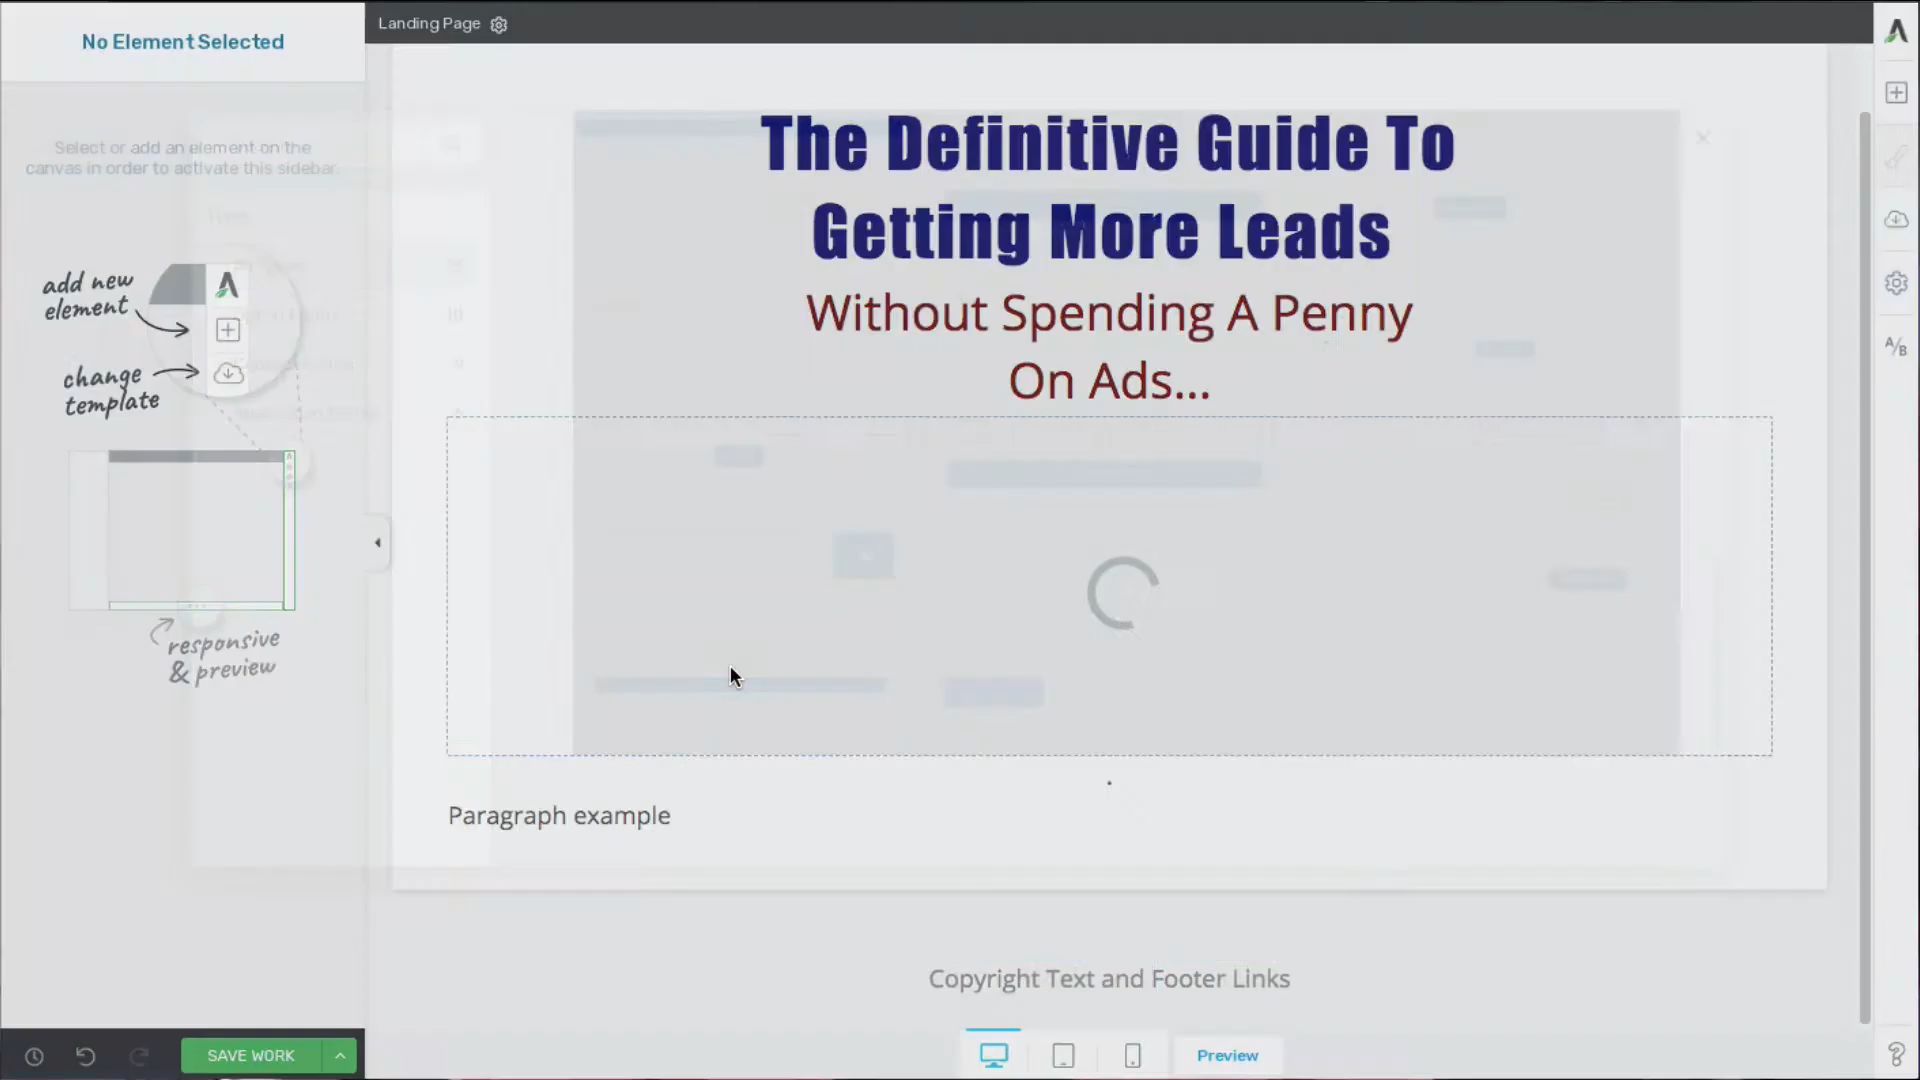 No Element Selected
Landing Page
Select or add an element on the
canvas in order to activate this sidebar.
add new
element
change
template
responsive
& preview
The Definitive Guide To
Getting More Leads
Without Spending A Penny
On Ads...
Paragraph example
Copyright Text and Footer Links
SAVE WORK
Preview
A/B